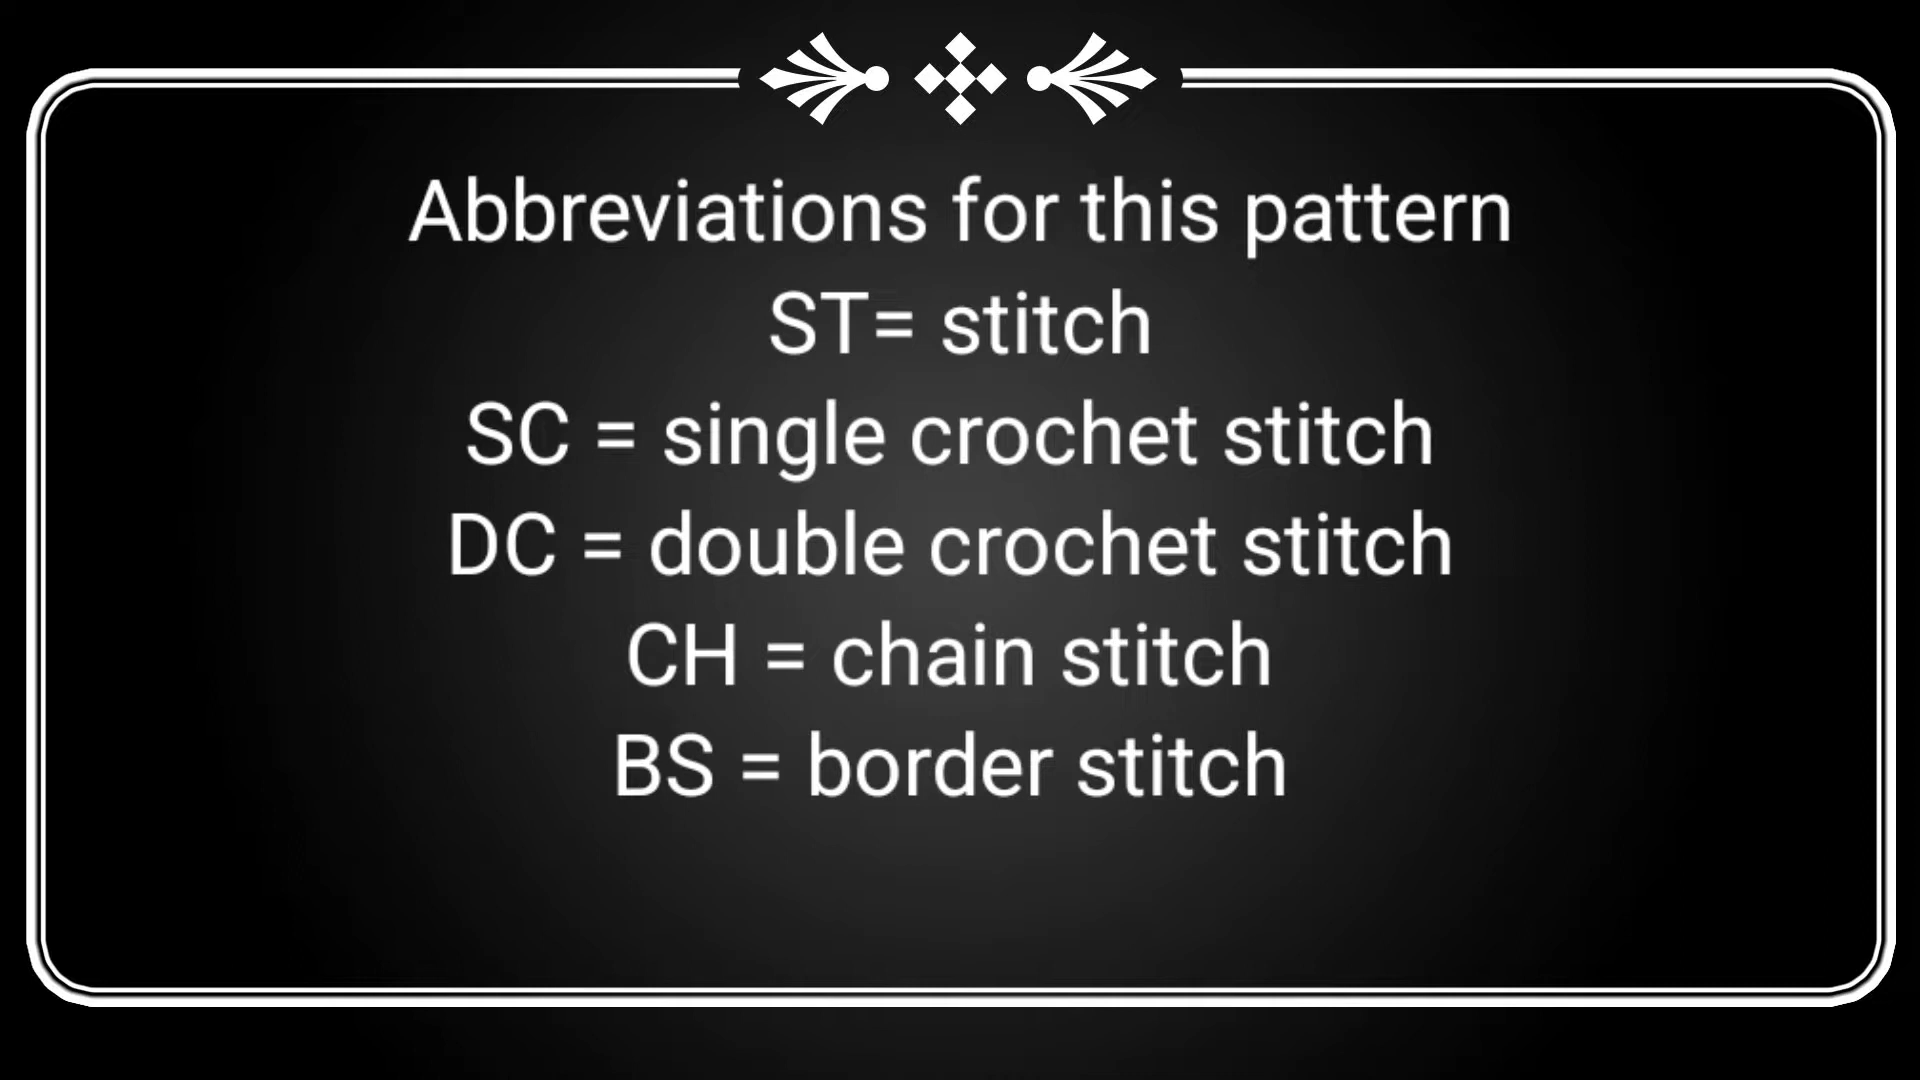 Abbreviations for this pattern
ST= stitch
SC = single crochet stitch
DC = double crochet stitch
CH = chain stitch
BS = border stitch